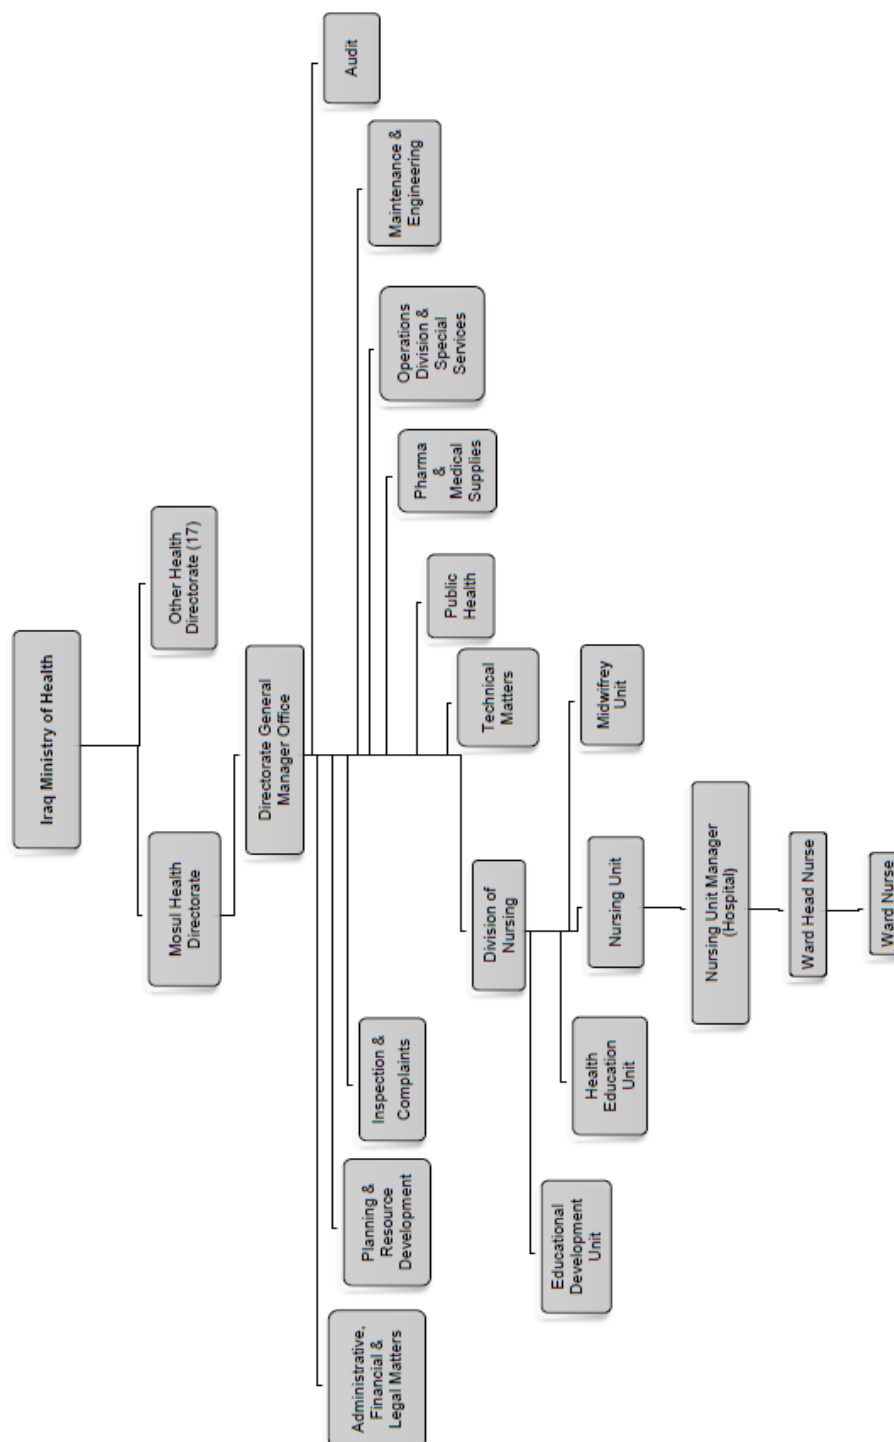 Iraq Ministry of Health
Mosul Health
Directorate
Other Health
Directorate (17)
Directorate General
Manager Office
Administrative,
Financial &
Legal Matters
Planning &
Resource
Development
Inspection &
Complaints
Division of
Nursing
Technical
Matters
Public
Health
Pharma
&
Medical
Supplies
Operations
Division &
Special
Services
Maintenance &
Engineering
Audit
Educational
Development
Unit
Health
Education
Unit
Nursing Unit
Midwifrey
Unit
Nursing Unit Manager
(Hospital)
Ward Head Nurse
Ward Nurse